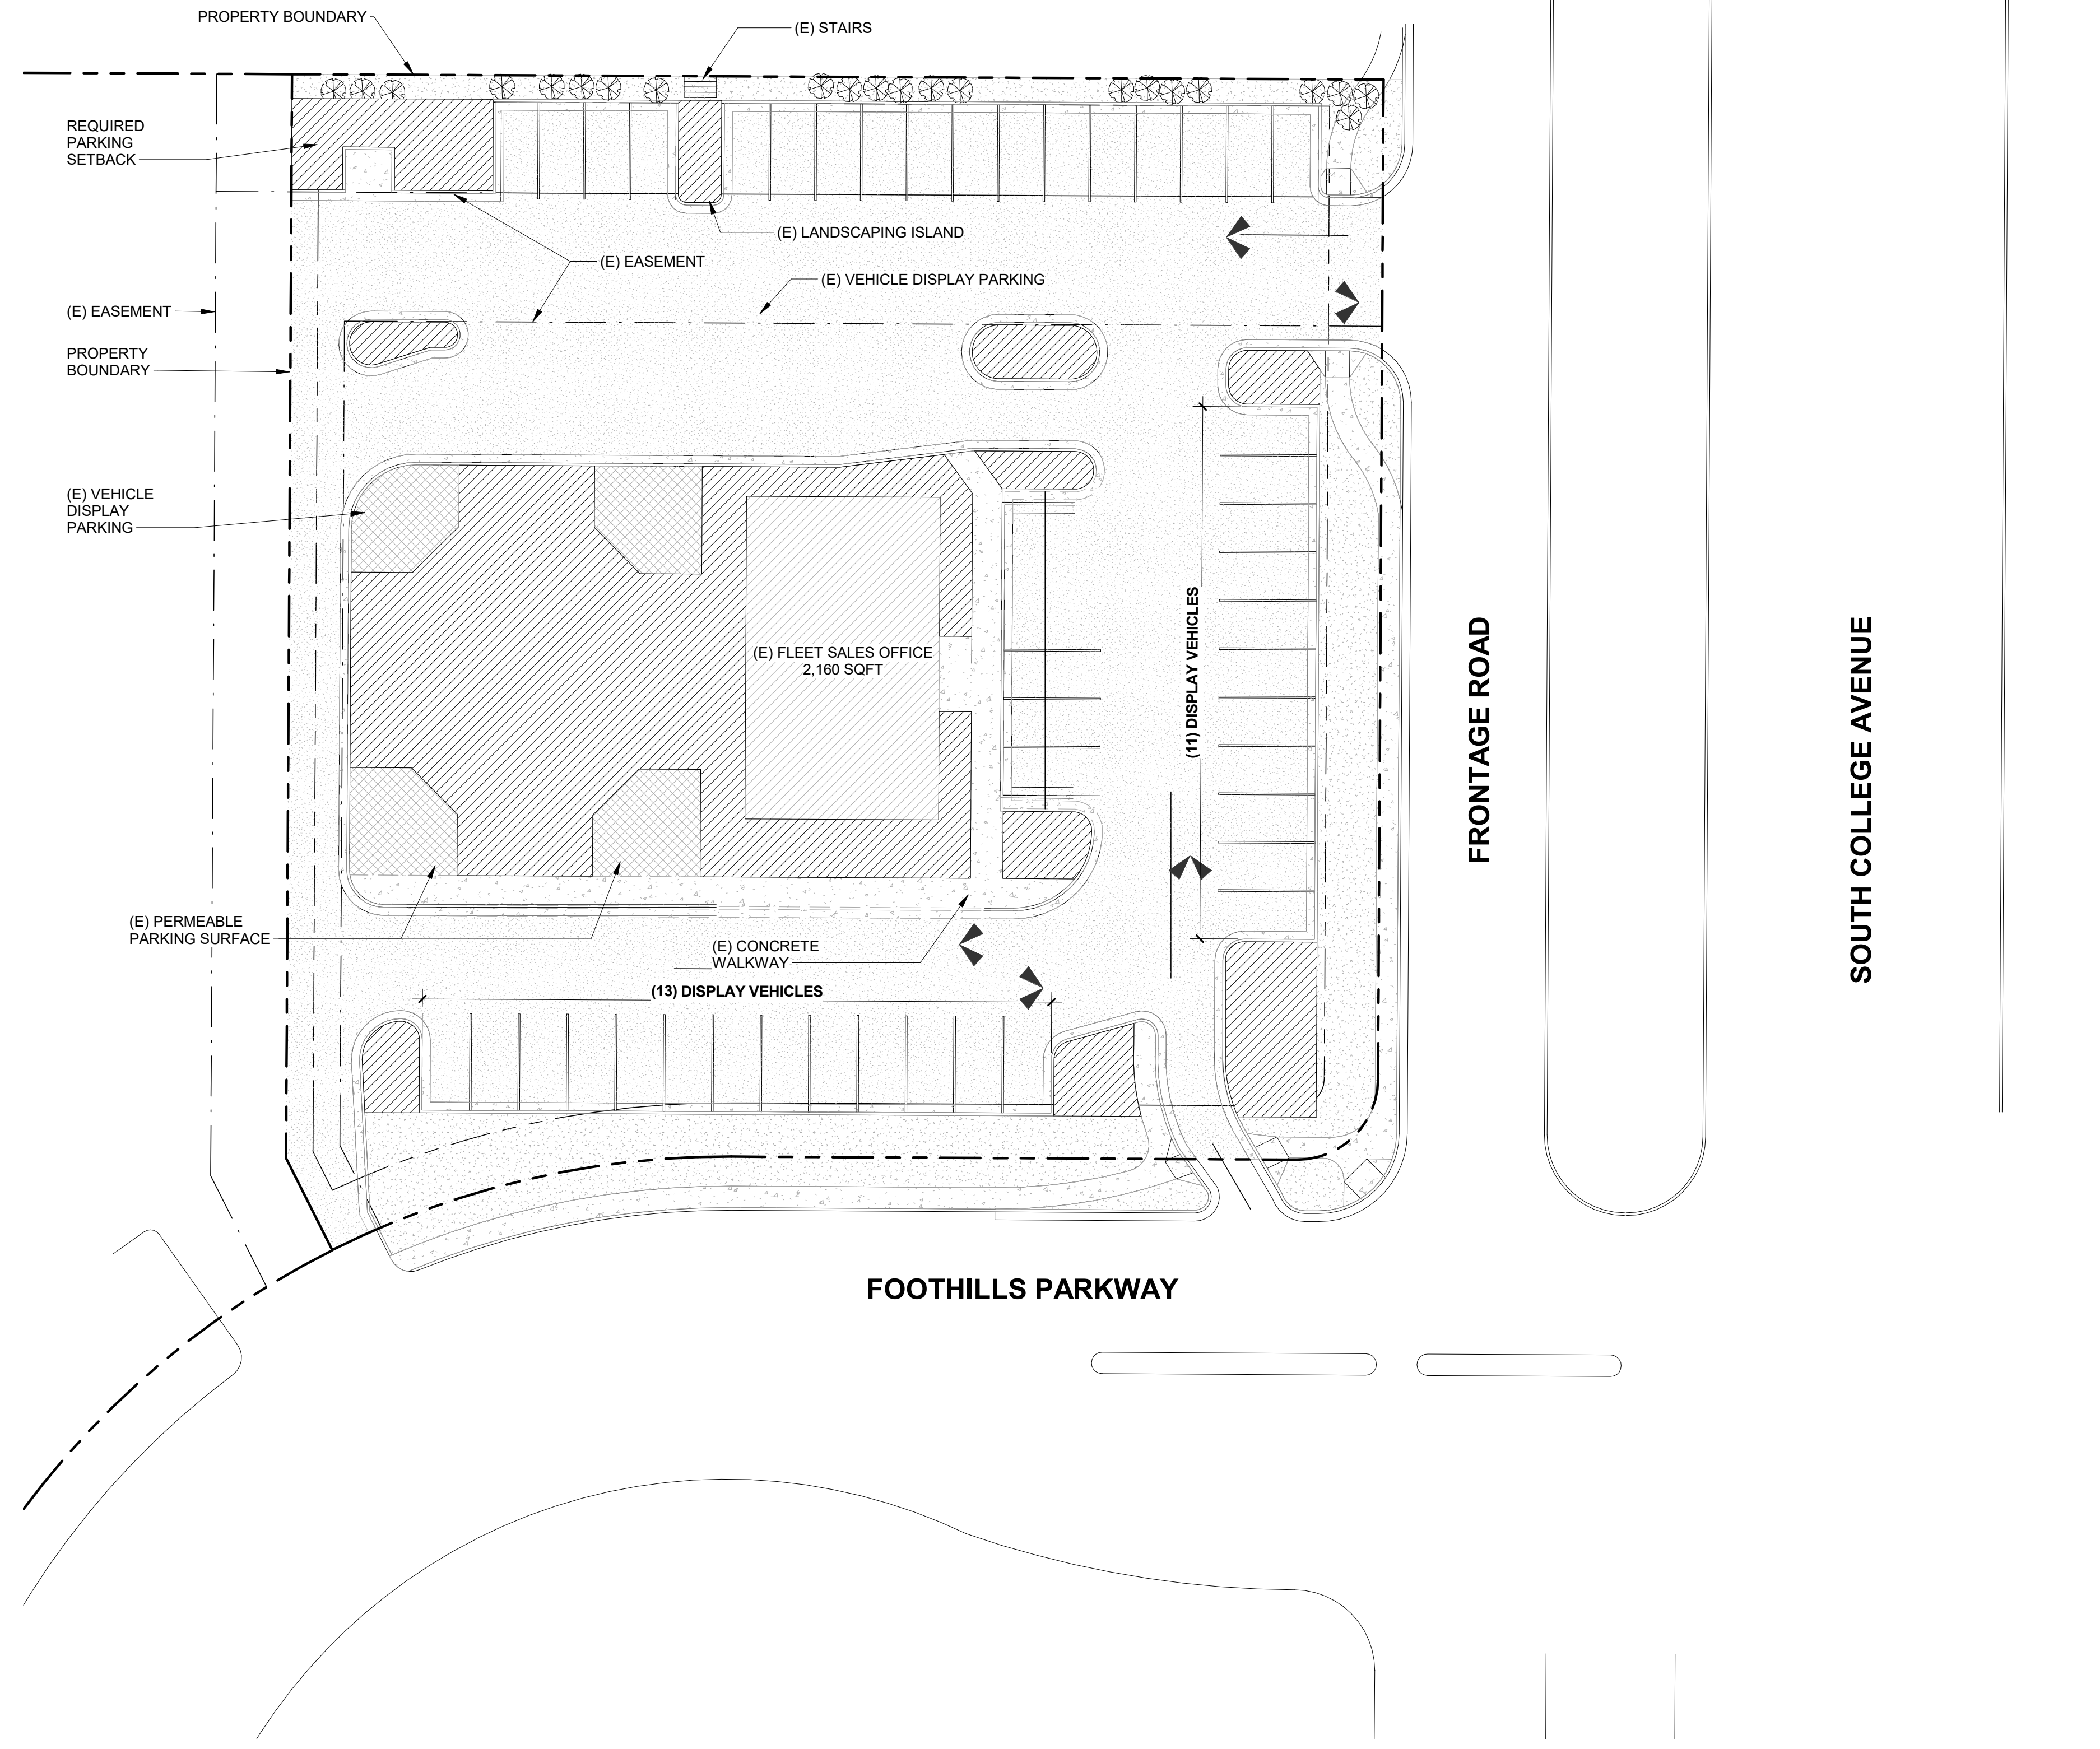 PROPERTY BOUNDARY
(E) STAIRS
REQUIRED
PARKING
SETBACK
(E) LANDSCAPING ISLAND
(E) EASEMENT
(E) VEHICLE DISPLAY PARKING
(E) EASEMENT
PROPERTY
BOUNDARY
(E) VEHICLE
DISPLAY
PARKING
(E) FLEET SALES OFFICE
2,160 SQFT
(11) DISPLAY VEHICLES
FRONTAGE ROAD
SOUTH COLLEGE AVENUE
(E) PERMEABLE
PARKING SURFACE
(E) CONCRETE
WALKWAY
(13) DISPLAY VEHICLES
FOOTHILLS PARKWAY